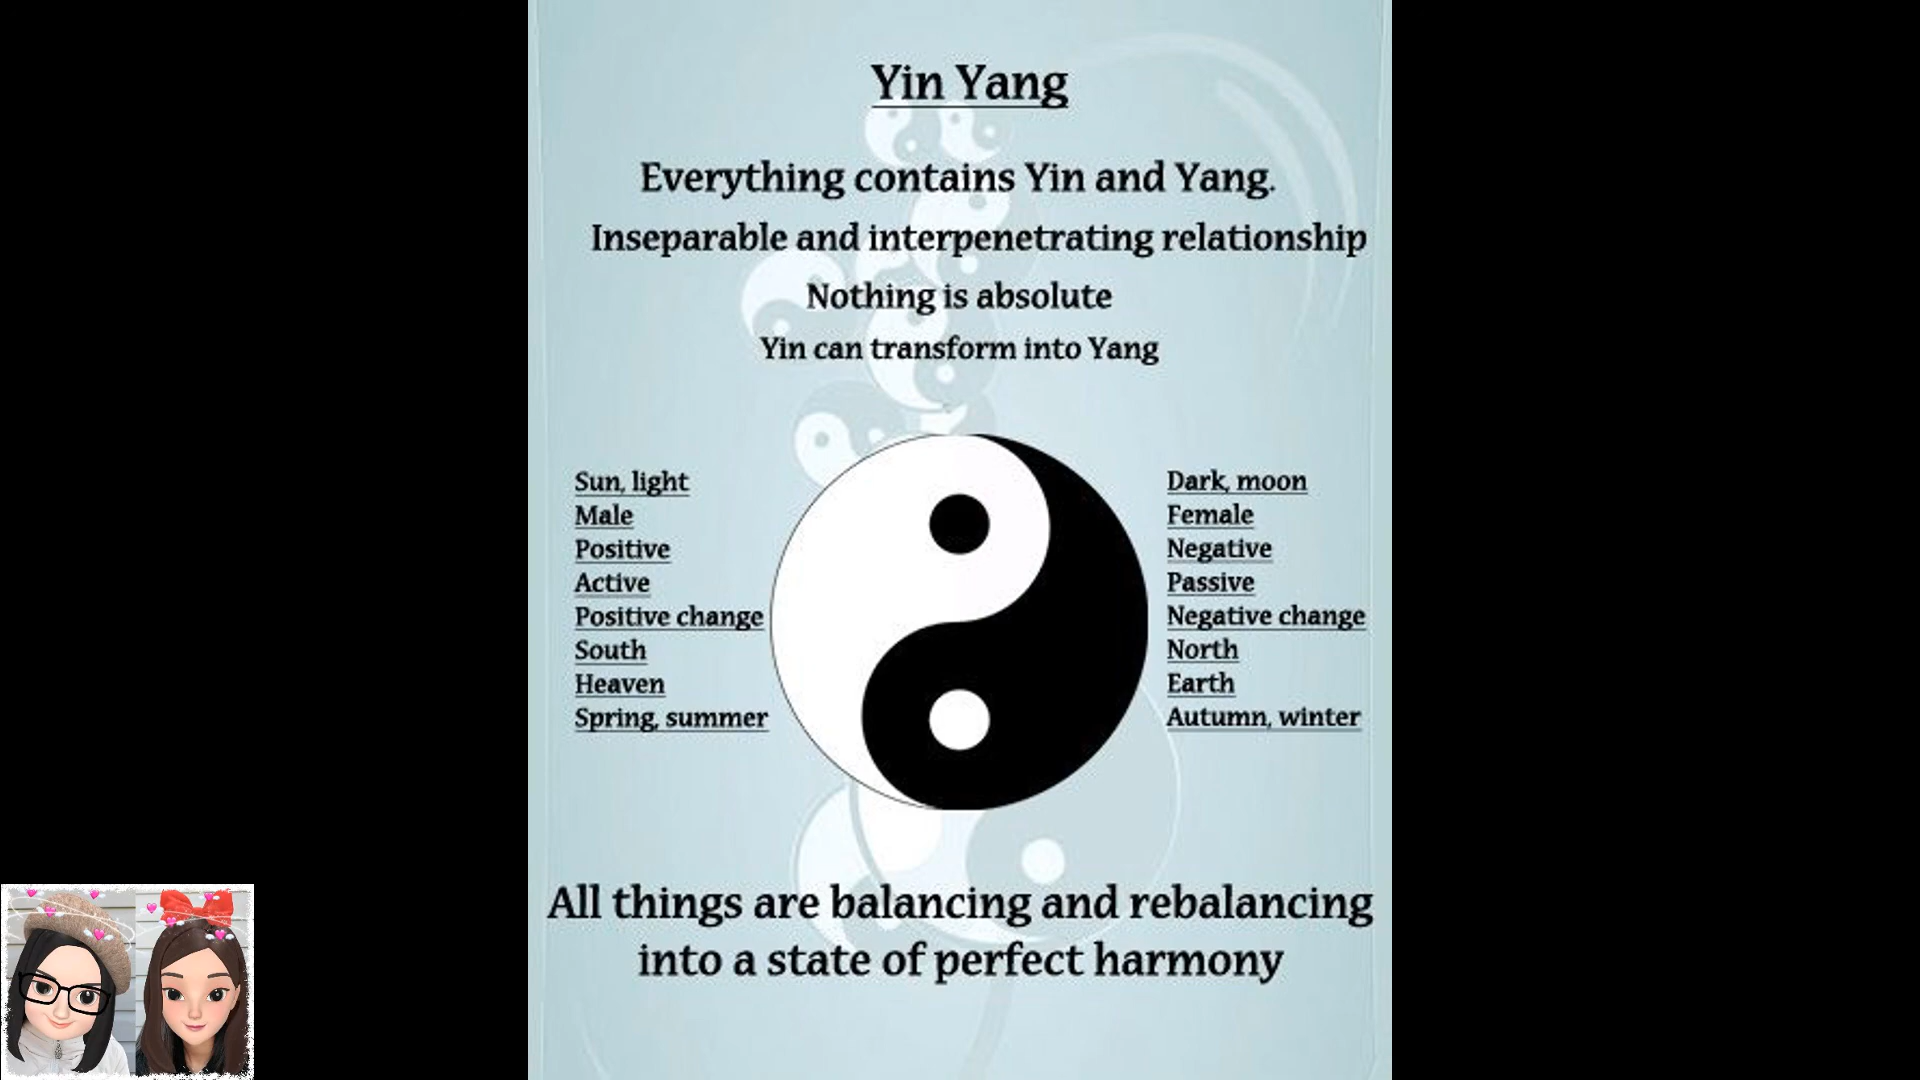 Yin Yang
Everything contains Yin and Yang.
Inseparable and interpenetrating relationship
Nothing is absolute
Yin can transform into Yang
Sun, light
Male
Positive
Active
Positive change
South
Heaven
Spring, summer
Dark, moon
Female
Negative
Passive
Negative change
North
Earth
Autumn, winter
All things are balancing and rebalancing
into a state of perfect harmony